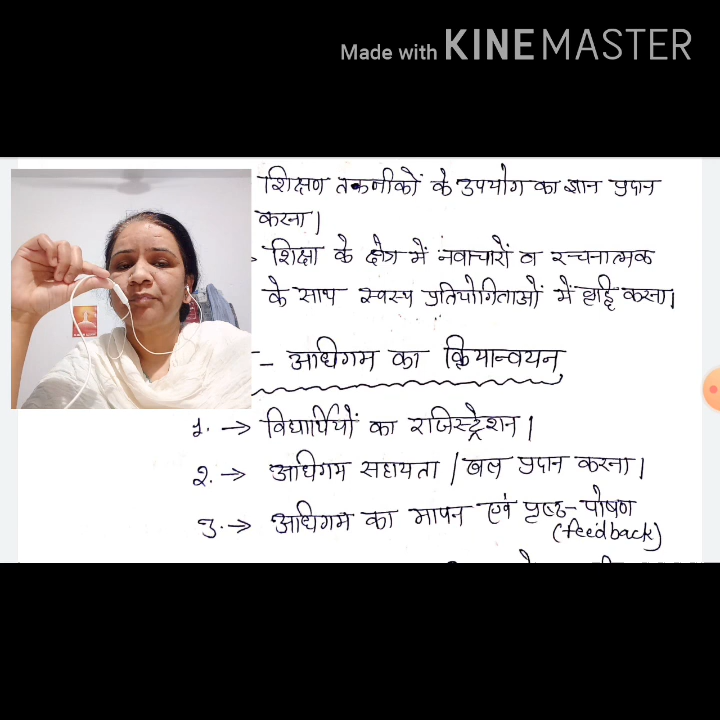 Made with KINEMASTER
शिक्षण तकनीकों के उपयोग का ज्ञान प्रदान
करना।
शिक्षा के क्षेत्र में नवाचारों व रचनात्मक
के साथ स्वस्थ प्रतियोगिताओं में वृद्धि करना।
– अधिगम का क्रियान्वयन
1. → विद्यार्थियों का रजिस्ट्रेशन।
2. → अधिगम सहायता / बल प्रदान करना।
3. → अधिगम का मापन एवं पृष्ठ-पोषण
(feedback)